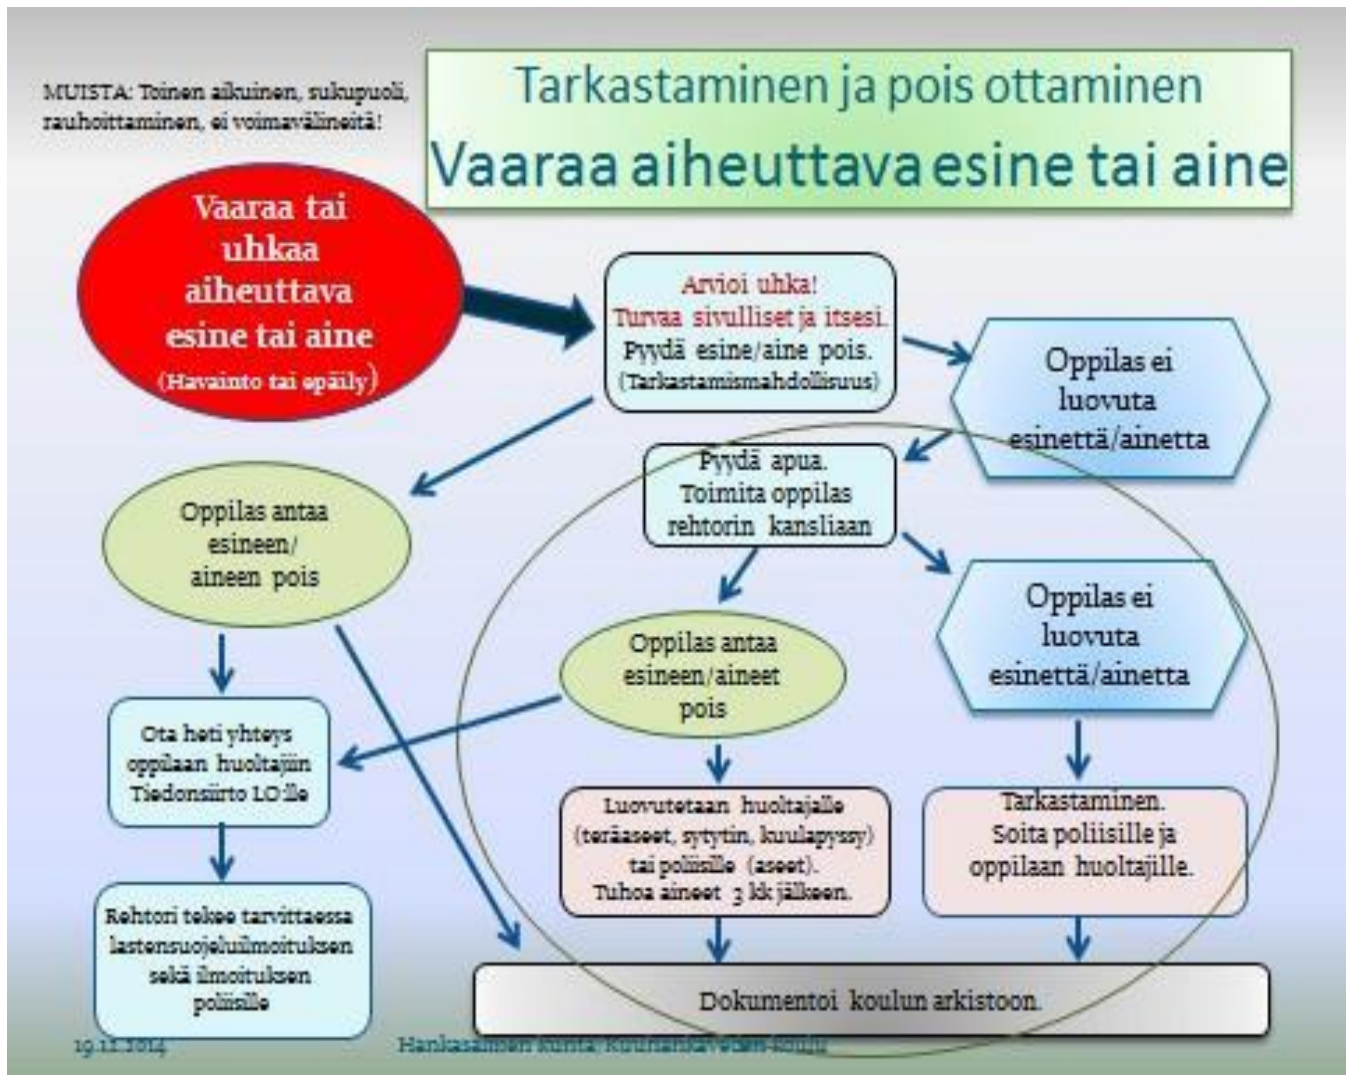 MUISTA: Toinen aikuinen, sukupuoli,
rauhoittaminen, ei voimavälineitä!
Tarkastaminen ja pois ottaminen
Vaaraa aiheuttava esine tai aine
Vaaraa tai
uhkaa
aiheuttava
esine tai aine
(Havainto tai epäily)
Arvioi uhka!
Turvaa sivulliset ja itsesi.
Pyydä esine/aine pois.
(Tarkastamismahdollisuus)
Oppilas ei
luovuta
esinettä/ainetta
Pyydä apua.
Toimita oppilas
rehtorin kansliaan
Oppilas antaa
esineen/
aineen pois
Oppilas ei
luovuta
esinettä/ainetta
Oppilas antaa
esineen/aineet
pois
Ota heti yhteys
oppilaan huoltajiin
Tiedonsiirto LO:lle
Luovutetaan huoltajalle
(teräaseet, sytytin, kuulapyssy)
tai poliisille (aseet).
Tuhoa aineet 3 kk jälkeen.
Tarkastaminen.
Soita poliisille ja
oppilaan huoltajille.
Rehtori tekee tarvittaessa
lastensuojeluilmoituksen
sekä ilmoituksen
poliisille
Dokumentoi koulun arkistoon.
Hankasalmen kunta/Kuuhankaveden koulu